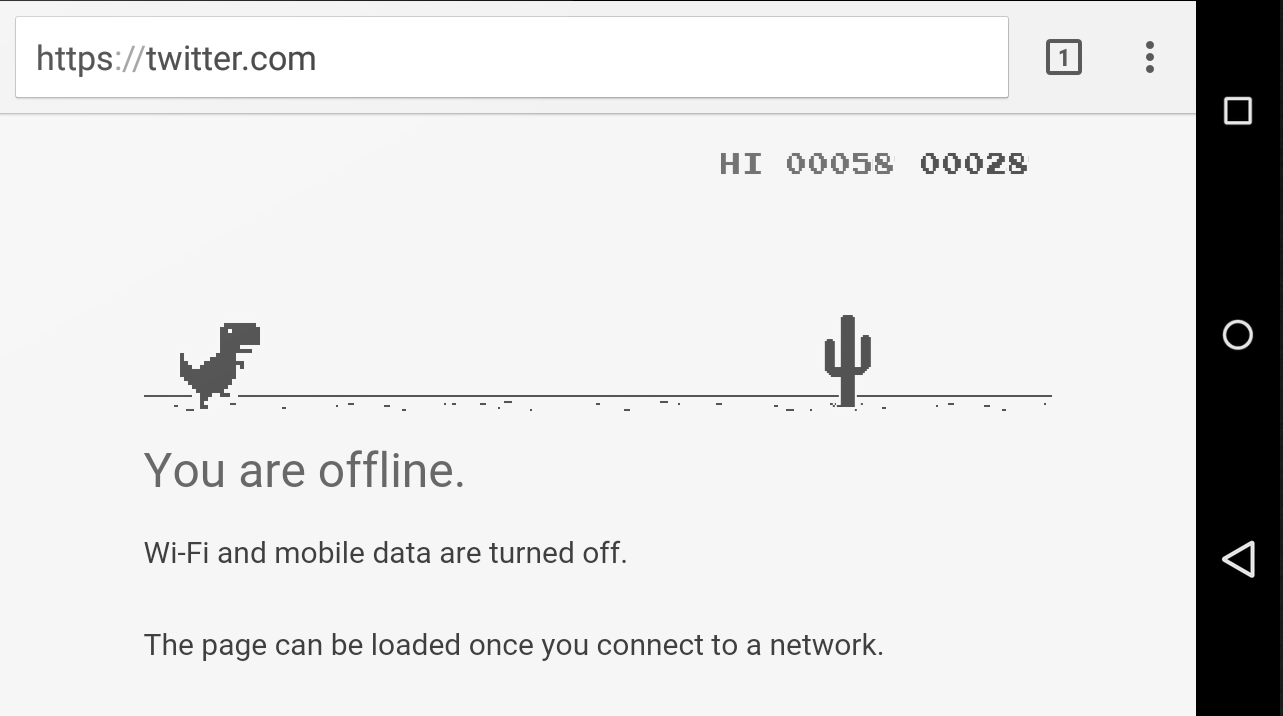 https://twitter.com
1
HI 00058 00028
You are offline.
Wi-Fi and mobile data are turned off.
The page can be loaded once you connect to a network.